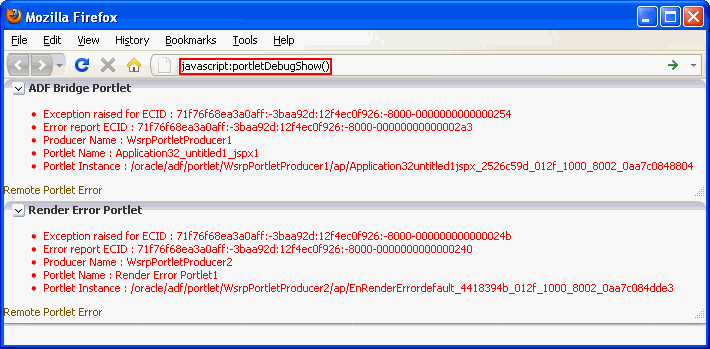 Mozilla Firefox
File Edit View History Bookmarks Tools Help
javascript:portletDebugShow()
ADF Bridge Portlet
Exception raised for ECID : 71f76f68ea3a0aff:-3baa92d:12f4ec0f926:-8000-0000000000000254
Error report ECID : 71f76f68ea3a0aff:-3baa92d:12f4ec0f926:-8000-00000000000002a3
Producer Name : WsrpPortletProducer1
Portlet Name : Application32_untitled1_jspx1
Portlet Instance : /oracle/adf/portlet/WsrpPortletProducer1/ap/Application32untitled1jspx_2526c59d_012f_1000_8002_0aa7c0848804
Remote Portlet Error
Render Error Portlet
Exception raised for ECID : 71f76f68ea3a0aff:-3baa92d:12f4ec0f926:-8000-000000000000024b
Error report ECID : 71f76f68ea3a0aff:-3baa92d:12f4ec0f926:-8000-0000000000000240
Producer Name : WsrpPortletProducer2
Portlet Name : Render Error Portlet1
Portlet Instance : /oracle/adf/portlet/WsrpPortletProducer2/ap/EnRenderErrordefault_4418394b_012f_1000_8002_0aa7c084dde3
Remote Portlet Error